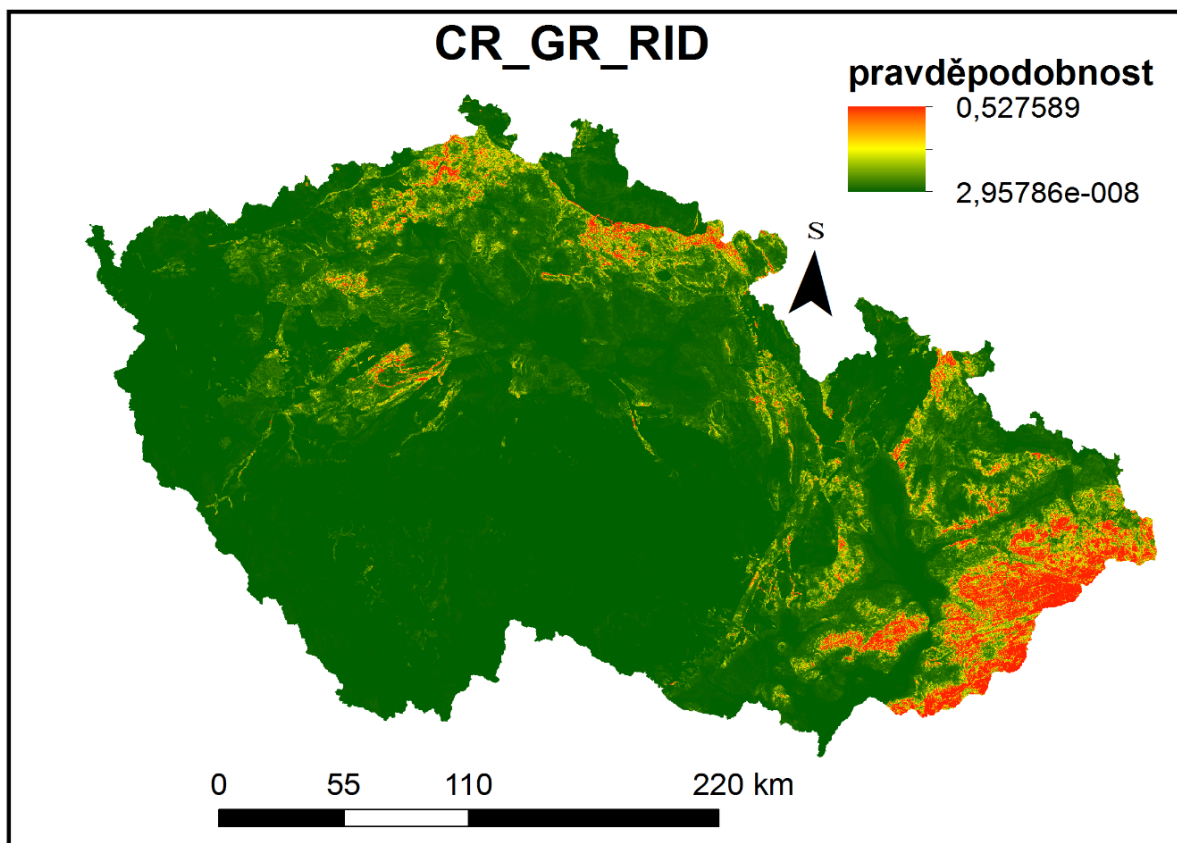 CR_GR_RID
pravděpodobnost
0,527589
2,95786e-008
S
0 55 110 220 km